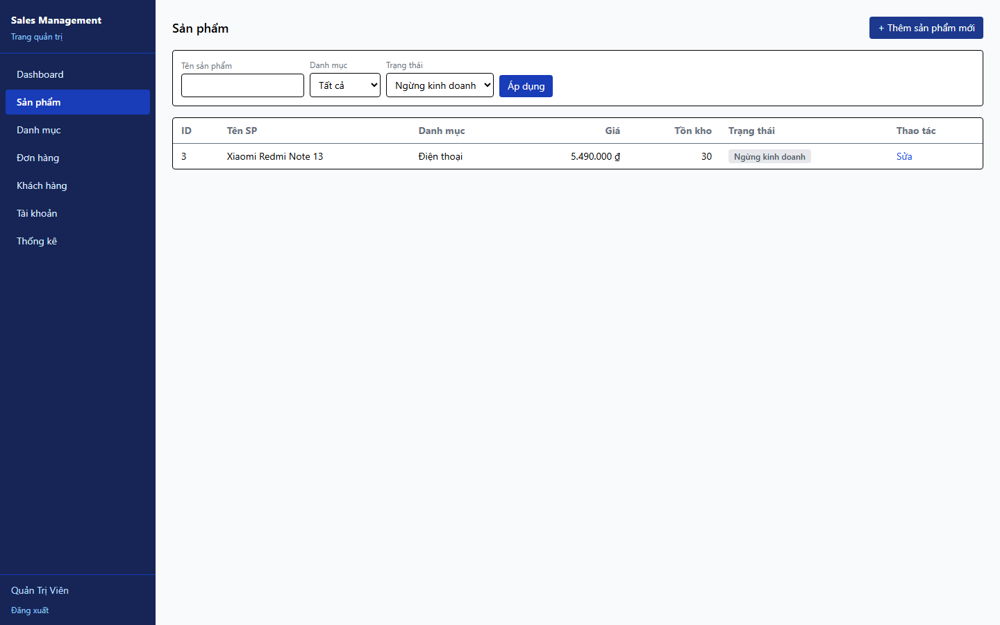 Sales Management
Trang quản trị
Dashboard
Sản phẩm
Danh mục
Đơn hàng
Khách hàng
Tài khoản
Thống kê
Quản Trị Viên
Đăng xuất
Sản phẩm
+ Thêm sản phẩm mới
Tên sản phẩm Danh mục Trạng thái
Tất cả Ngừng kinh doanh Áp dụng
ID Tên SP Danh mục Giá Tồn kho Trạng thái Thao tác
3 Xiaomi Redmi Note 13 Điện thoại 5.490.000 ₫ 30 Ngừng kinh doanh Sửa